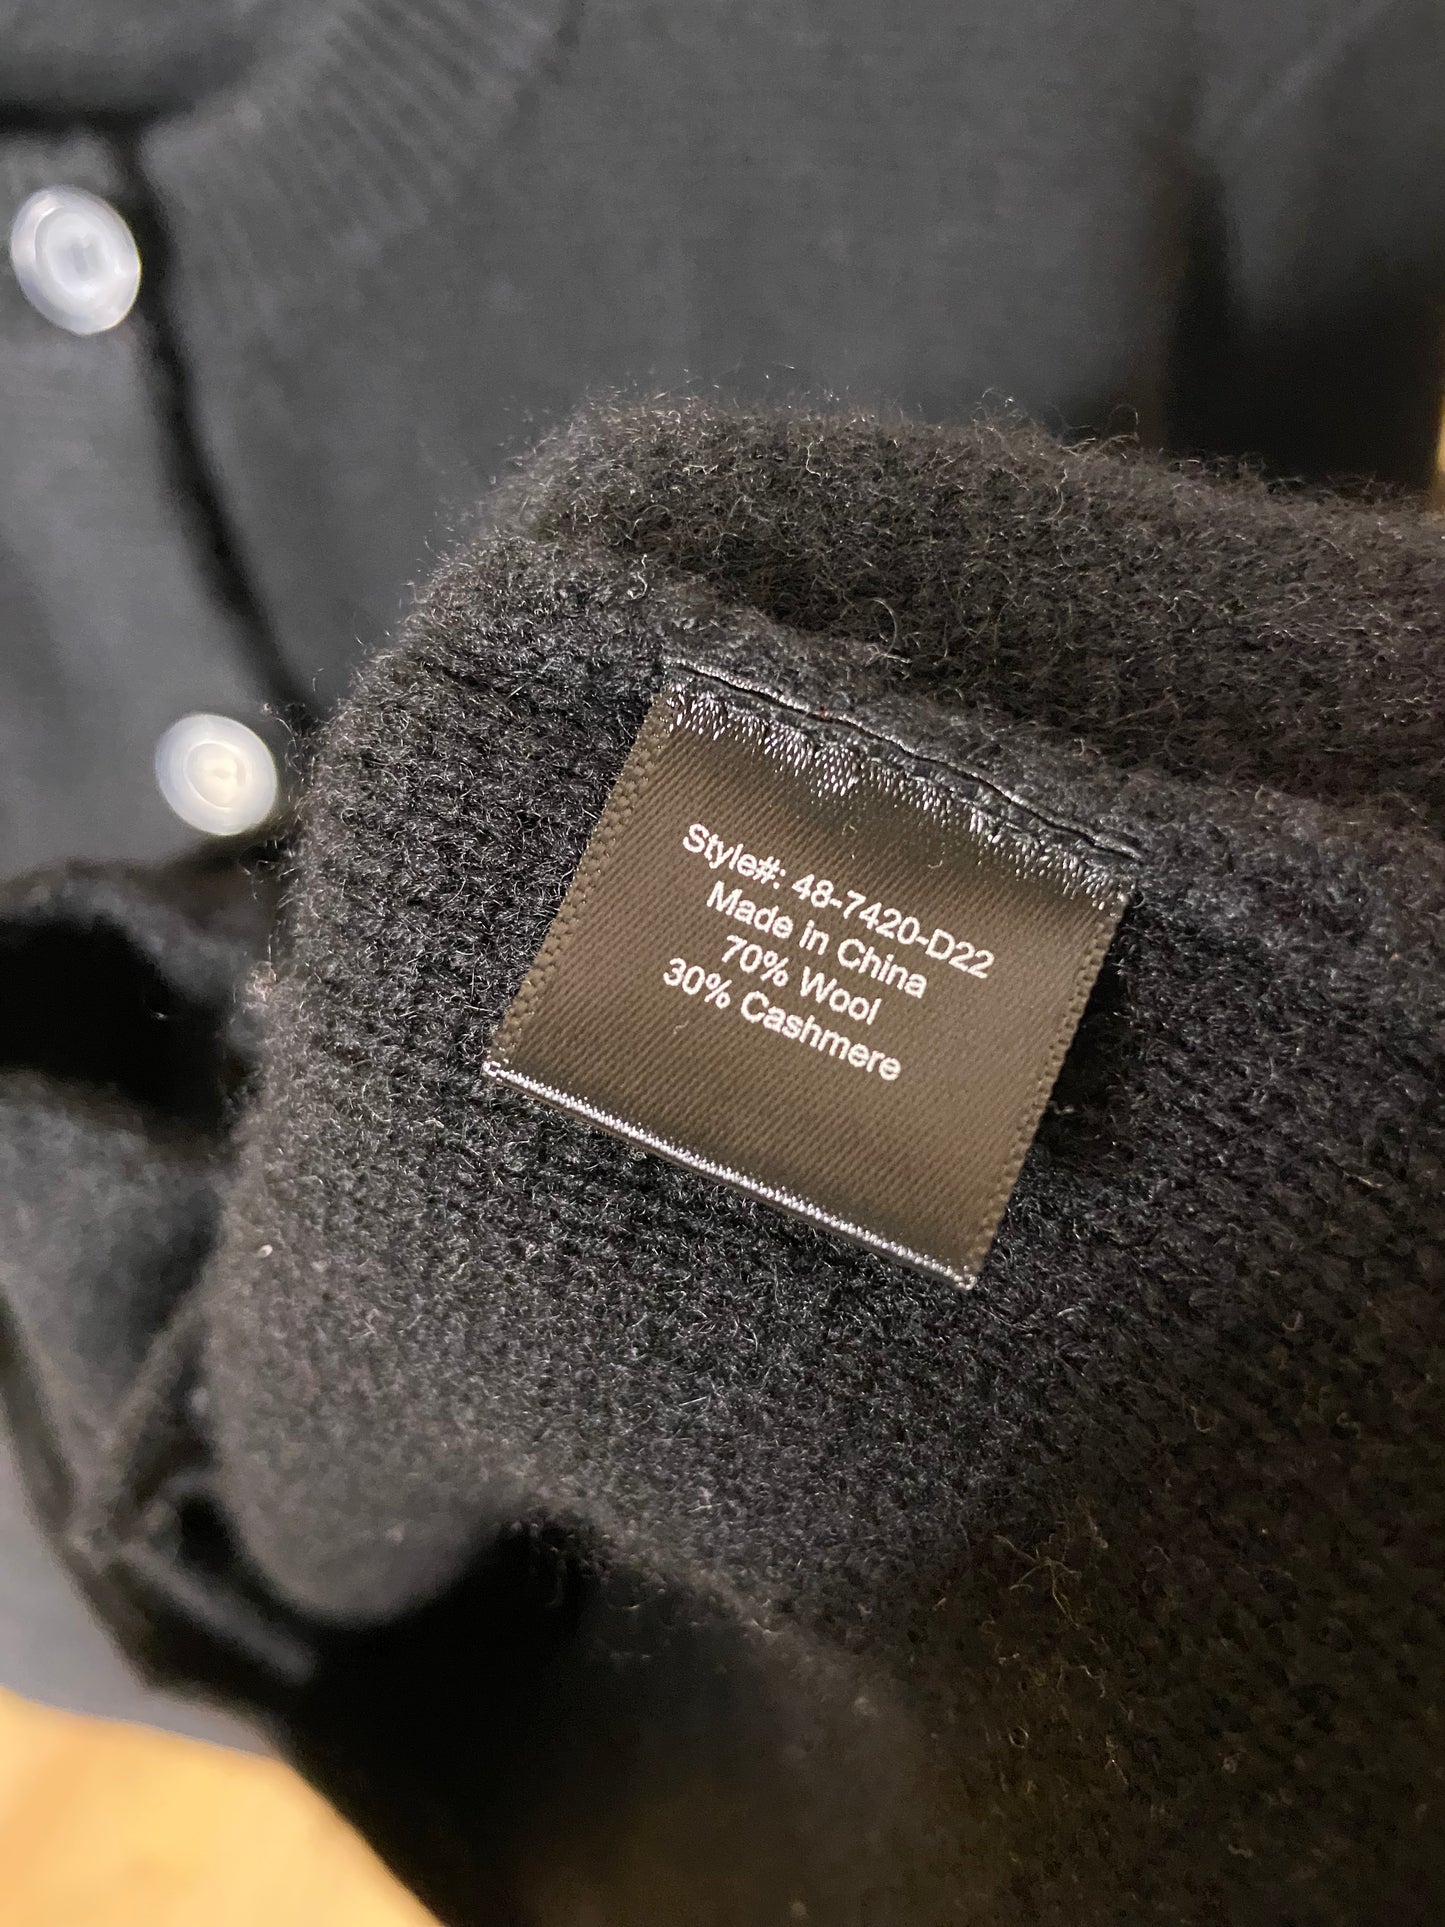 Style#: 48-7420-D22
Made in China
70% Wool
30% Cashmere